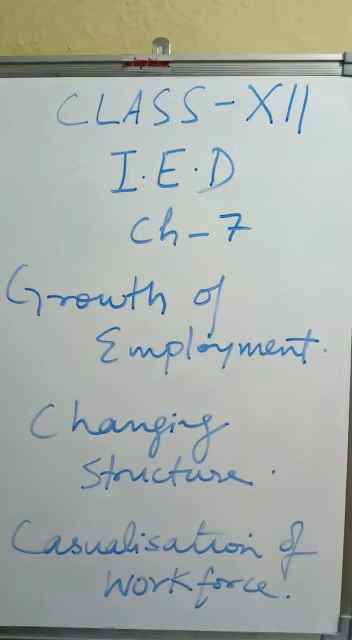 CLASS-XII
I.E.D
Ch-7
Growth of
Employment.
Changing
Structure.
Casualisation of
Workforce.